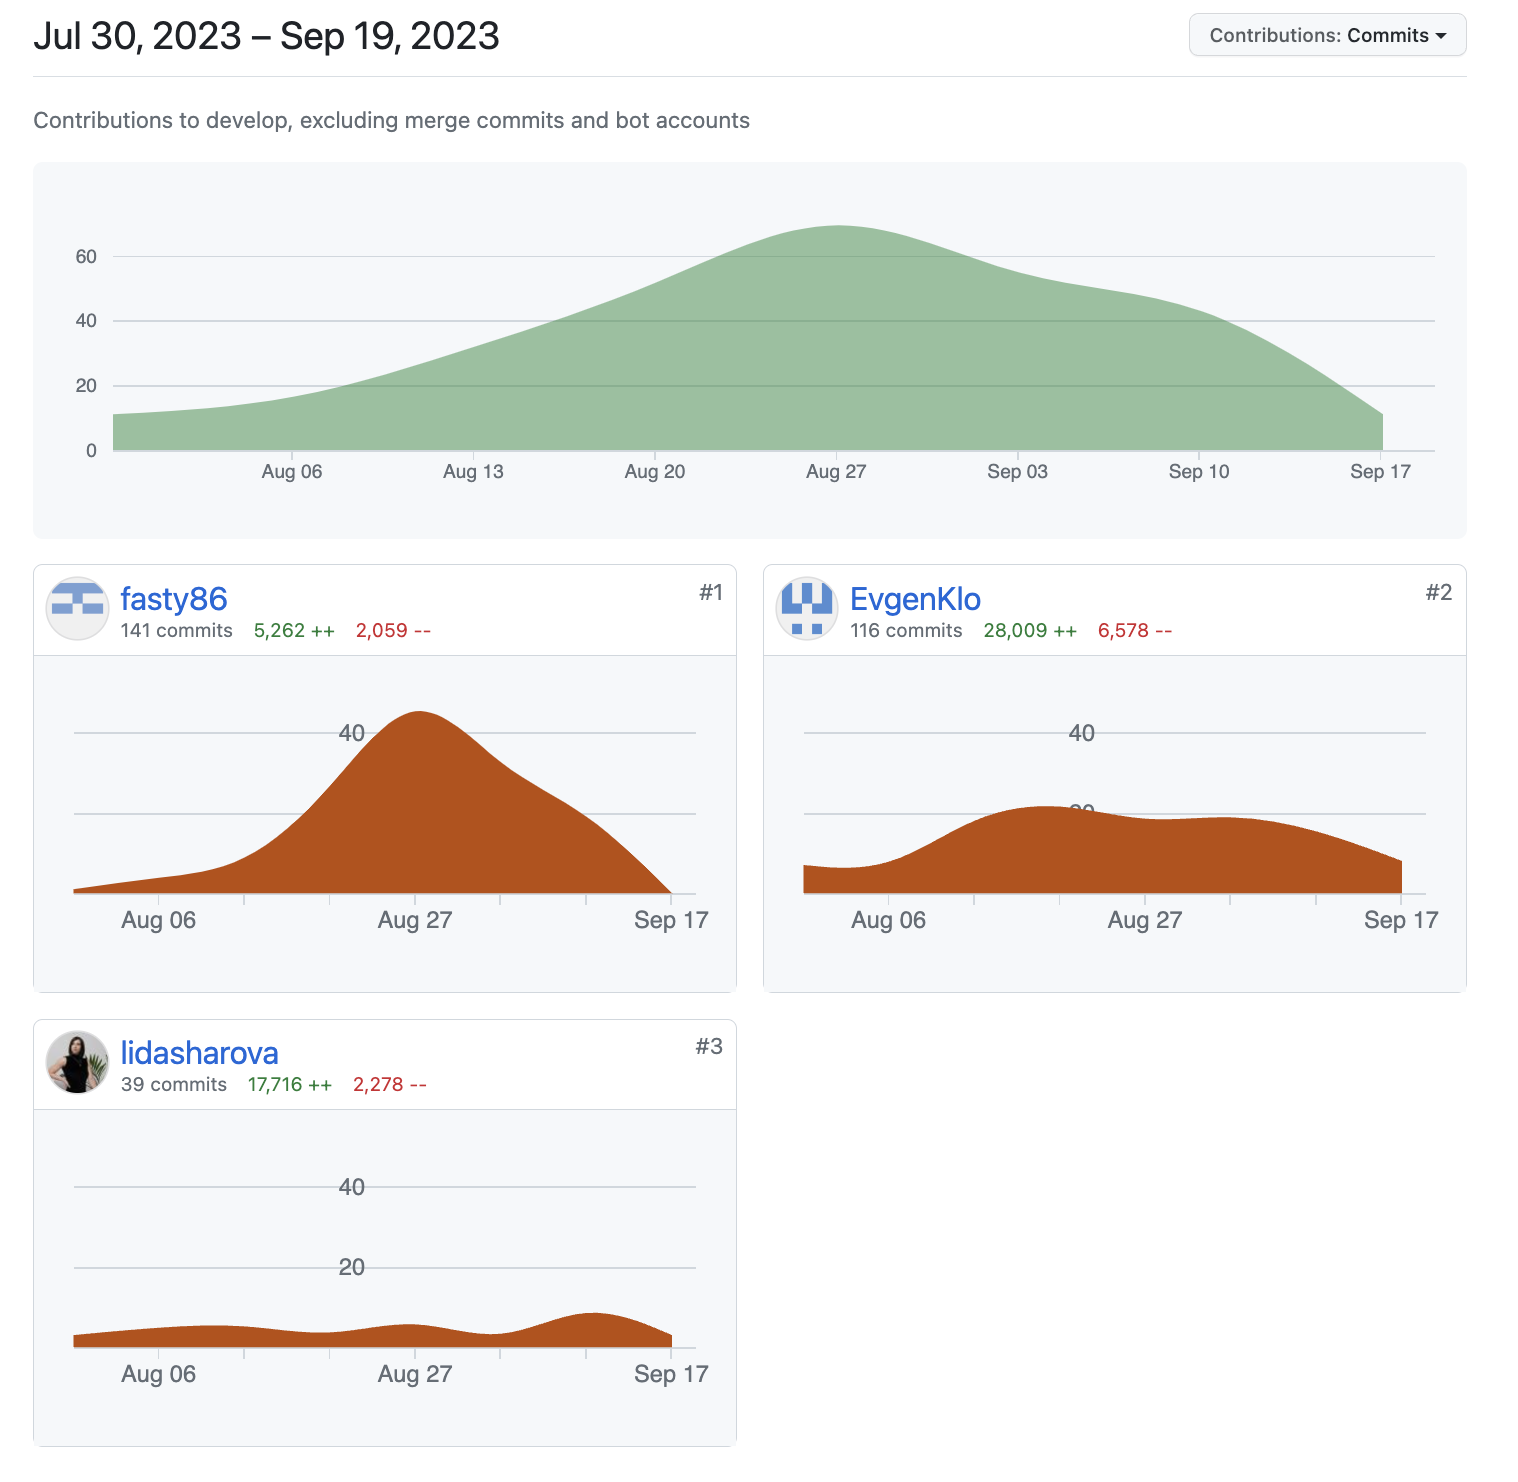 Jul 30, 2023 – Sep 19, 2023
Contributions: Commits
Contributions to develop, excluding merge commits and bot accounts
60
40
20
0
Aug 06 Aug 13 Aug 20 Aug 27 Sep 03 Sep 10 Sep 17
fasty86 #1
141 commits 5,262 ++ 2,059 --
40
Aug 06 Aug 27 Sep 17
EvgenKlo #2
116 commits 28,009 ++ 6,578 --
40
20
Aug 06 Aug 27 Sep 17
lidasharova #3
39 commits 17,716 ++ 2,278 --
40
20
Aug 06 Aug 27 Sep 17